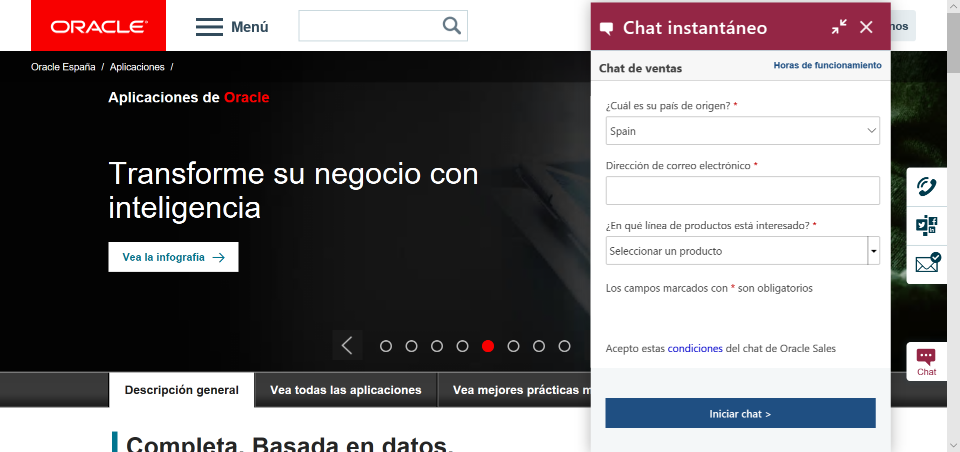 ORACLE
Menú
nos
Oracle España / Aplicaciones /
Aplicaciones de Oracle
Transforme su negocio con
inteligencia
Vea la infografia
Descripción general
Vea todas las aplicaciones
Vea mejores prácticas m
Completa. Basada en datos.
Chat instantáneo
Chat de ventas
Horas de funcionamiento
¿Cuál es su país de origen? *
Spain
Dirección de correo electrónico *
¿En qué línea de productos está interesado? *
Seleccionar un producto
Los campos marcados con * son obligatorios
Acepto estas condiciones del chat de Oracle Sales
Iniciar chat >
Chat